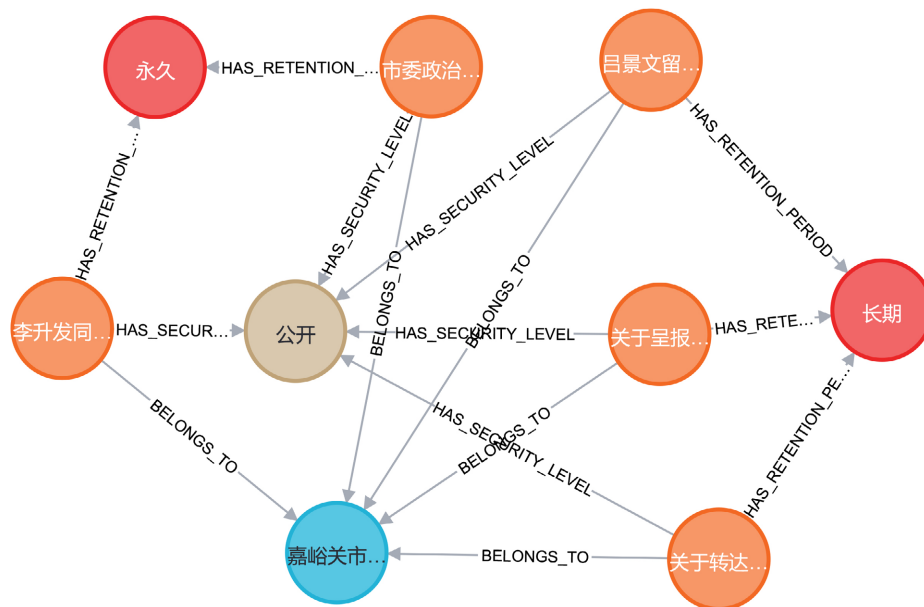 永久
HAS_RETENTION_…
市委政治…
吕景文留…
HAS_RETENTION_…
HAS_SECURITY_LEVEL
HAS_SECURITY_LEVEL
HAS_RETENTION_PERIOD
李升发同…
HAS_SECUR…
公开
BELONGS_TO
BELONGS_TO
HAS_SECURITY_LEVEL
关于呈报…
HAS_RETE…
长期
BELONGS_TO
BELONGS_TO
HAS_SECURITY_LEVEL
HAS_RETENTION_PE…
嘉峪关市…
BELONGS_TO
关于转达…